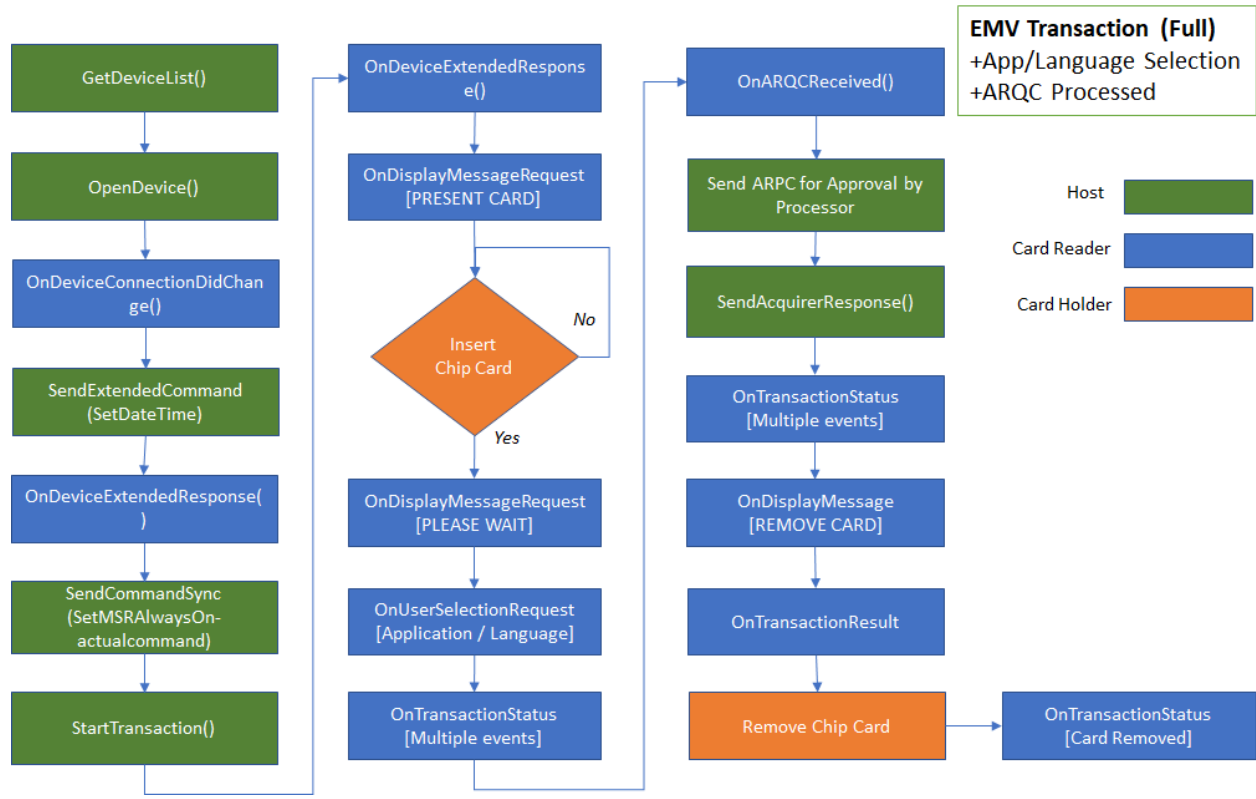 GetDeviceList()
OpenDevice()
OnDeviceConnectionDidChan
ge()
SendExtendedCommand
(SetDateTime)
OnDeviceExtendedResponse(
)
SendCommandSync
(SetMSRAlwaysOn-
actualcommand)
StartTransaction()
OnDeviceExtendedRespons
e()
OnDisplayMessageRequest
[PRESENT CARD]
Insert
Chip Card
No
Yes
OnDisplayMessageRequest
[PLEASE WAIT]
OnUserSelectionRequest
[Application / Language]
OnTransactionStatus
[Multiple events]
OnARQCReceived()
Send ARPC for Approval by
Processor
SendAcquirerResponse()
OnTransactionStatus
[Multiple events]
OnDisplayMessage
[REMOVE CARD]
OnTransactionResult
Remove Chip Card
OnTransactionStatus
[Card Removed]
EMV Transaction (Full)
+App/Language Selection
+ARQC Processed
Host
Card Reader
Card Holder